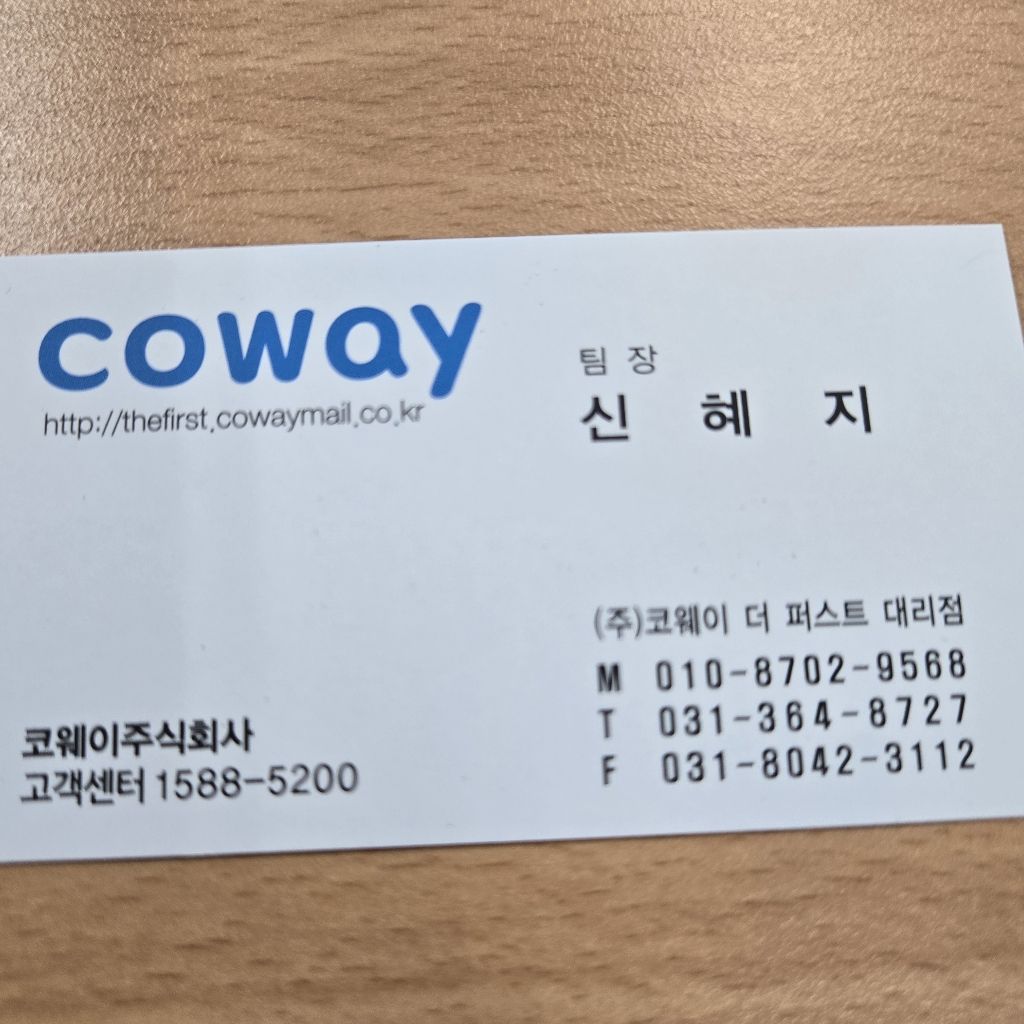 coway
http://thefirst.cowaymail.co.kr
팀 장
신 혜 지
(주)코웨이 더 퍼스트 대리점
M 010-8702-9568
T 031-364-8727
F 031-8042-3112
코웨이주식회사
고객센터 1588-5200